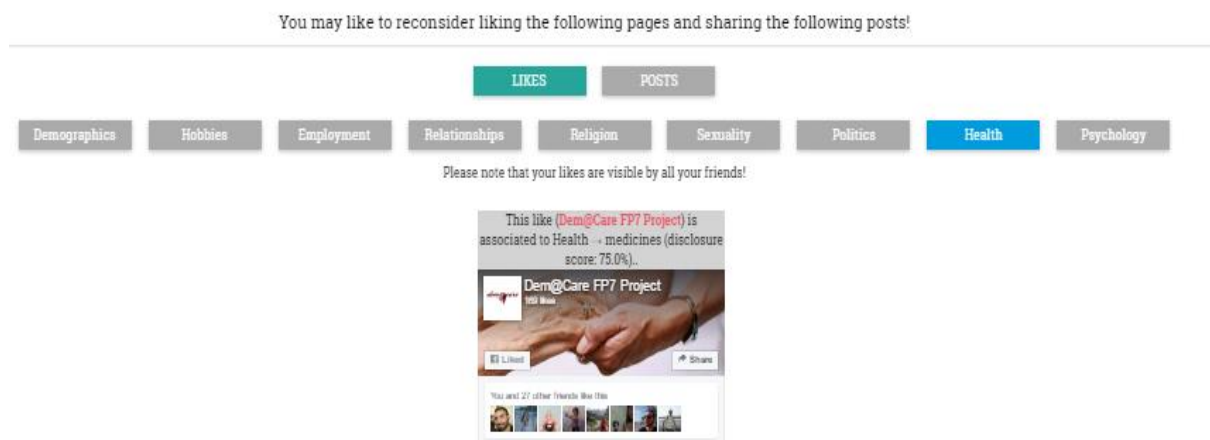 You may like to reconsider liking the following pages and sharing the following posts!
LIKES POSTS
Demographics Hobbies Employment Relationships Religion Sexuality Politics Health Psychology
Please note that your likes are visible by all your friends!
This like (Dem@Care FP7 Project) is
associated to Health → medicines (disclosure
score: 75.0%)..
Dem@Care FP7 Project
likes
Liked Share
You and 27 other friends like this